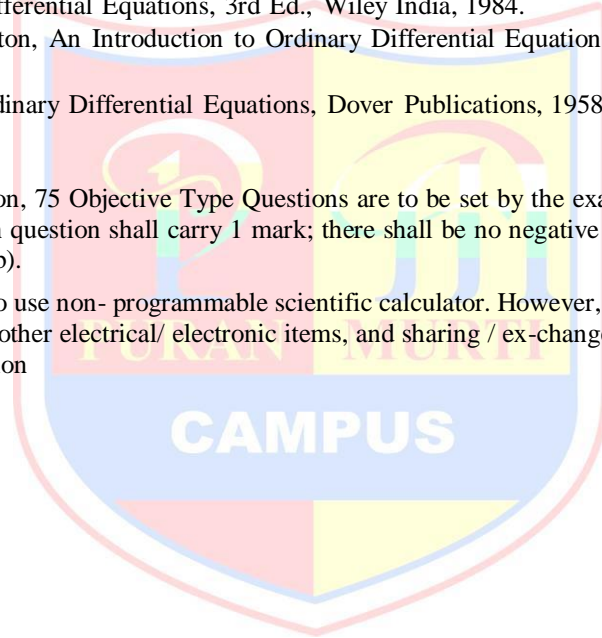 fferential Equations, 3rd Ed., Wiley India, 1984.
ton, An Introduction to Ordinary Differential Equation
dinary Differential Equations, Dover Publications, 1958
on, 75 Objective Type Questions are to be set by the exa
n question shall carry 1 mark; there shall be no negative
o).
o use non- programmable scientific calculator. However,
other electrical/ electronic items, and sharing / ex-change
ion
PURAN MURTI
CAMPUS